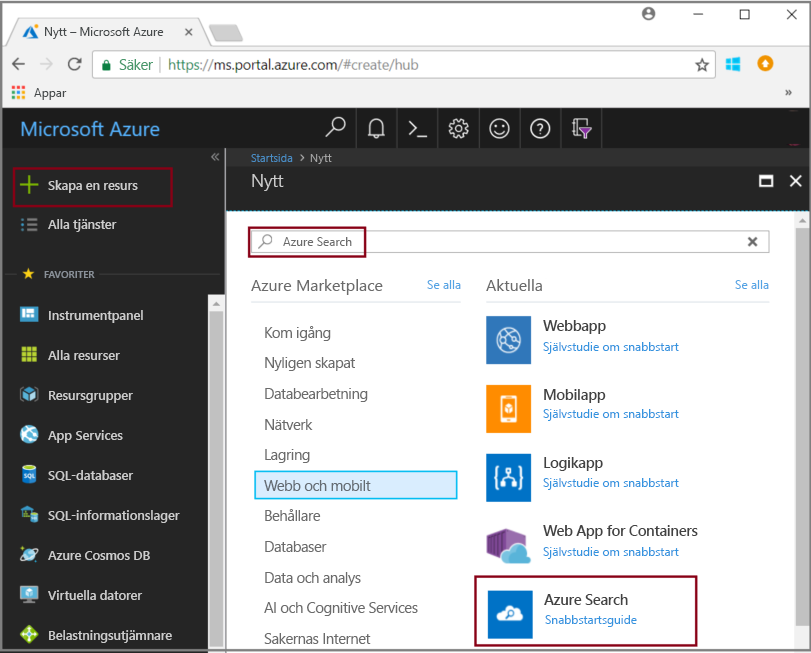 Nytt – Microsoft Azure
Säker
https://ms.portal.azure.com/#create/hub
Appar
»
Microsoft Azure
Startsida > Nytt
Nytt
Skapa en resurs
Alla tjänster
FAVORITER
Instrumentpanel
Alla resurser
Resursgrupper
App Services
SQL-databaser
SQL-informationslager
Azure Cosmos DB
Virtuella datorer
Belastningsutjämnare
Azure Search
Azure Marketplace
Se alla
Kom igång
Nyligen skapat
Databearbetning
Nätverk
Lagring
Webb och mobilt
Behållare
Databaser
Data och analys
AI och Cognitive Services
Sakernas Internet
Aktuella
Se alla
Webbapp
Självstudie om snabbstart
Mobilapp
Självstudie om snabbstart
Logikapp
Självstudie om snabbstart
Web App for Containers
Självstudie om snabbstart
Azure Search
Snabbstartsguide